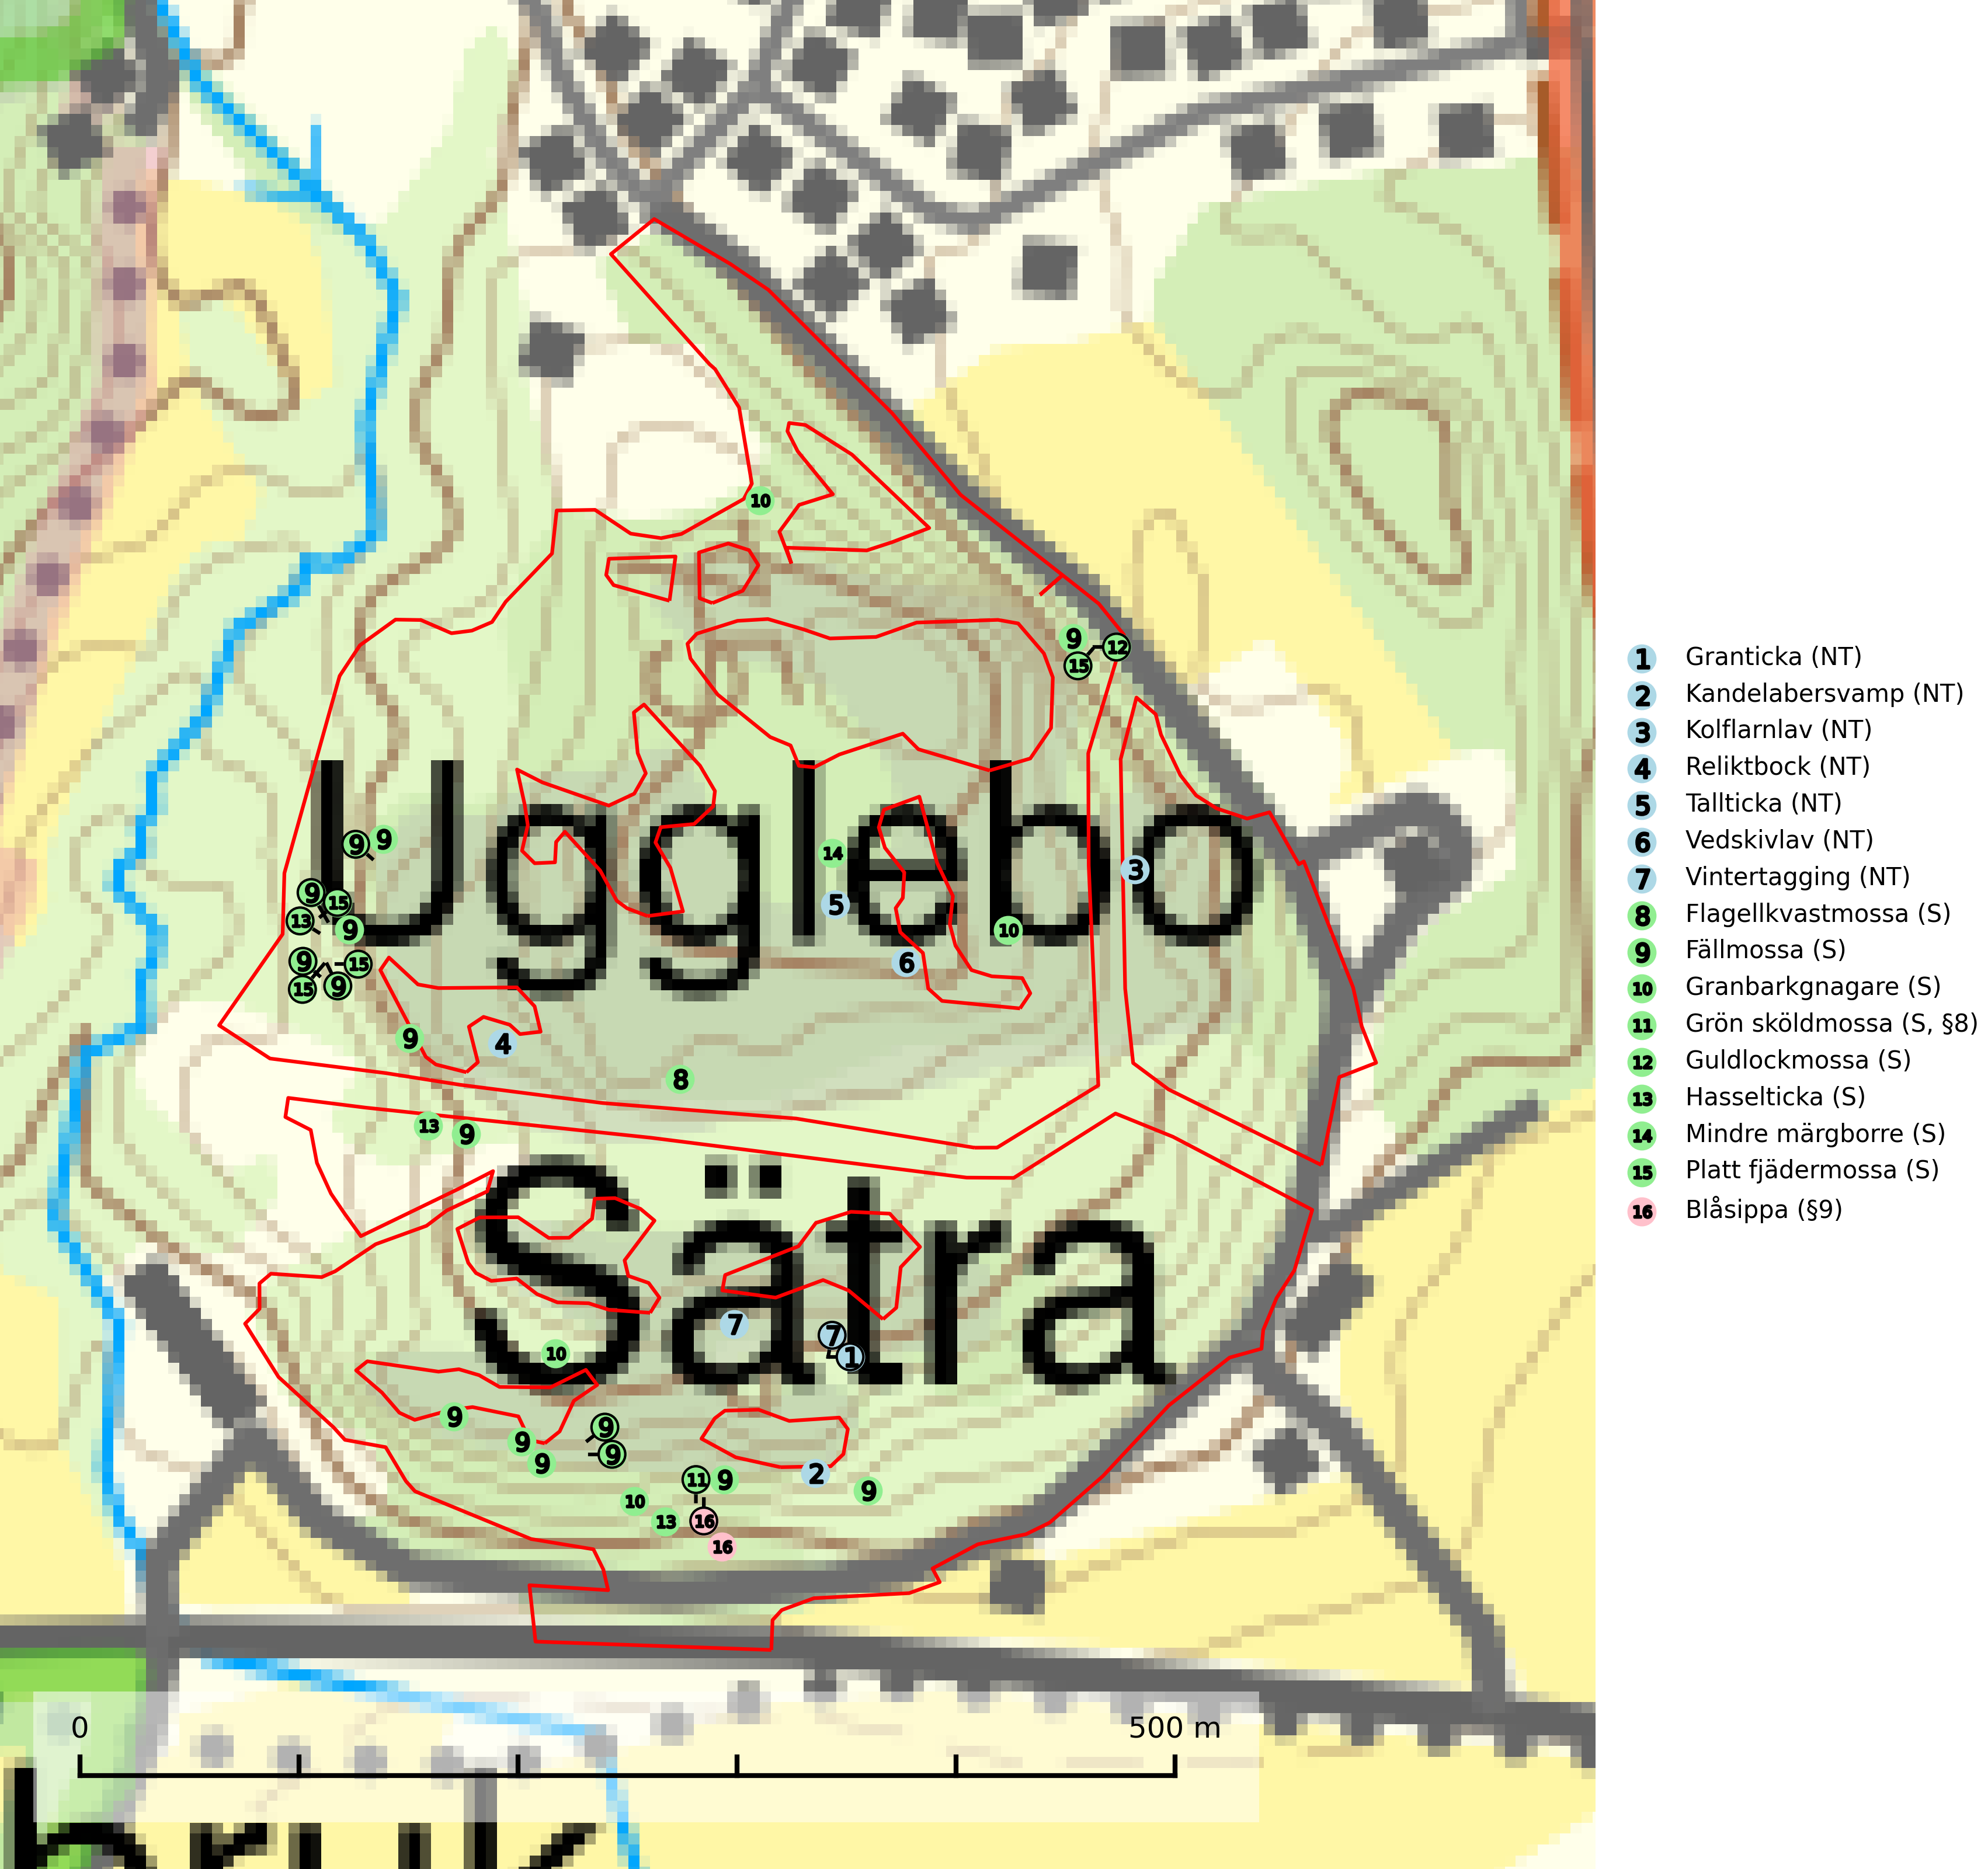 10
9
12
15
9
9
14
9
15
5
3
13
9
10
9
15
6
15
9
9
4
8
13
9
Ugglebo
Sätra
7
7
1
10
9
9
9
9
9
11
9
2
9
10
13
16
16
0
500 m
bruk
1 Granticka (NT)
2 Kandelabersvamp (NT)
3 Kolflarnlav (NT)
4 Reliktbock (NT)
5 Tallticka (NT)
6 Vedskivlav (NT)
7 Vintertagging (NT)
8 Flagellkvastmossa (S)
9 Fällmossa (S)
10 Granbarkgnagare (S)
11 Grön sköldmossa (S, §8)
12 Guldlockmossa (S)
13 Hasselticka (S)
14 Mindre märgborre (S)
15 Platt fjädermossa (S)
16 Blåsippa (§9)